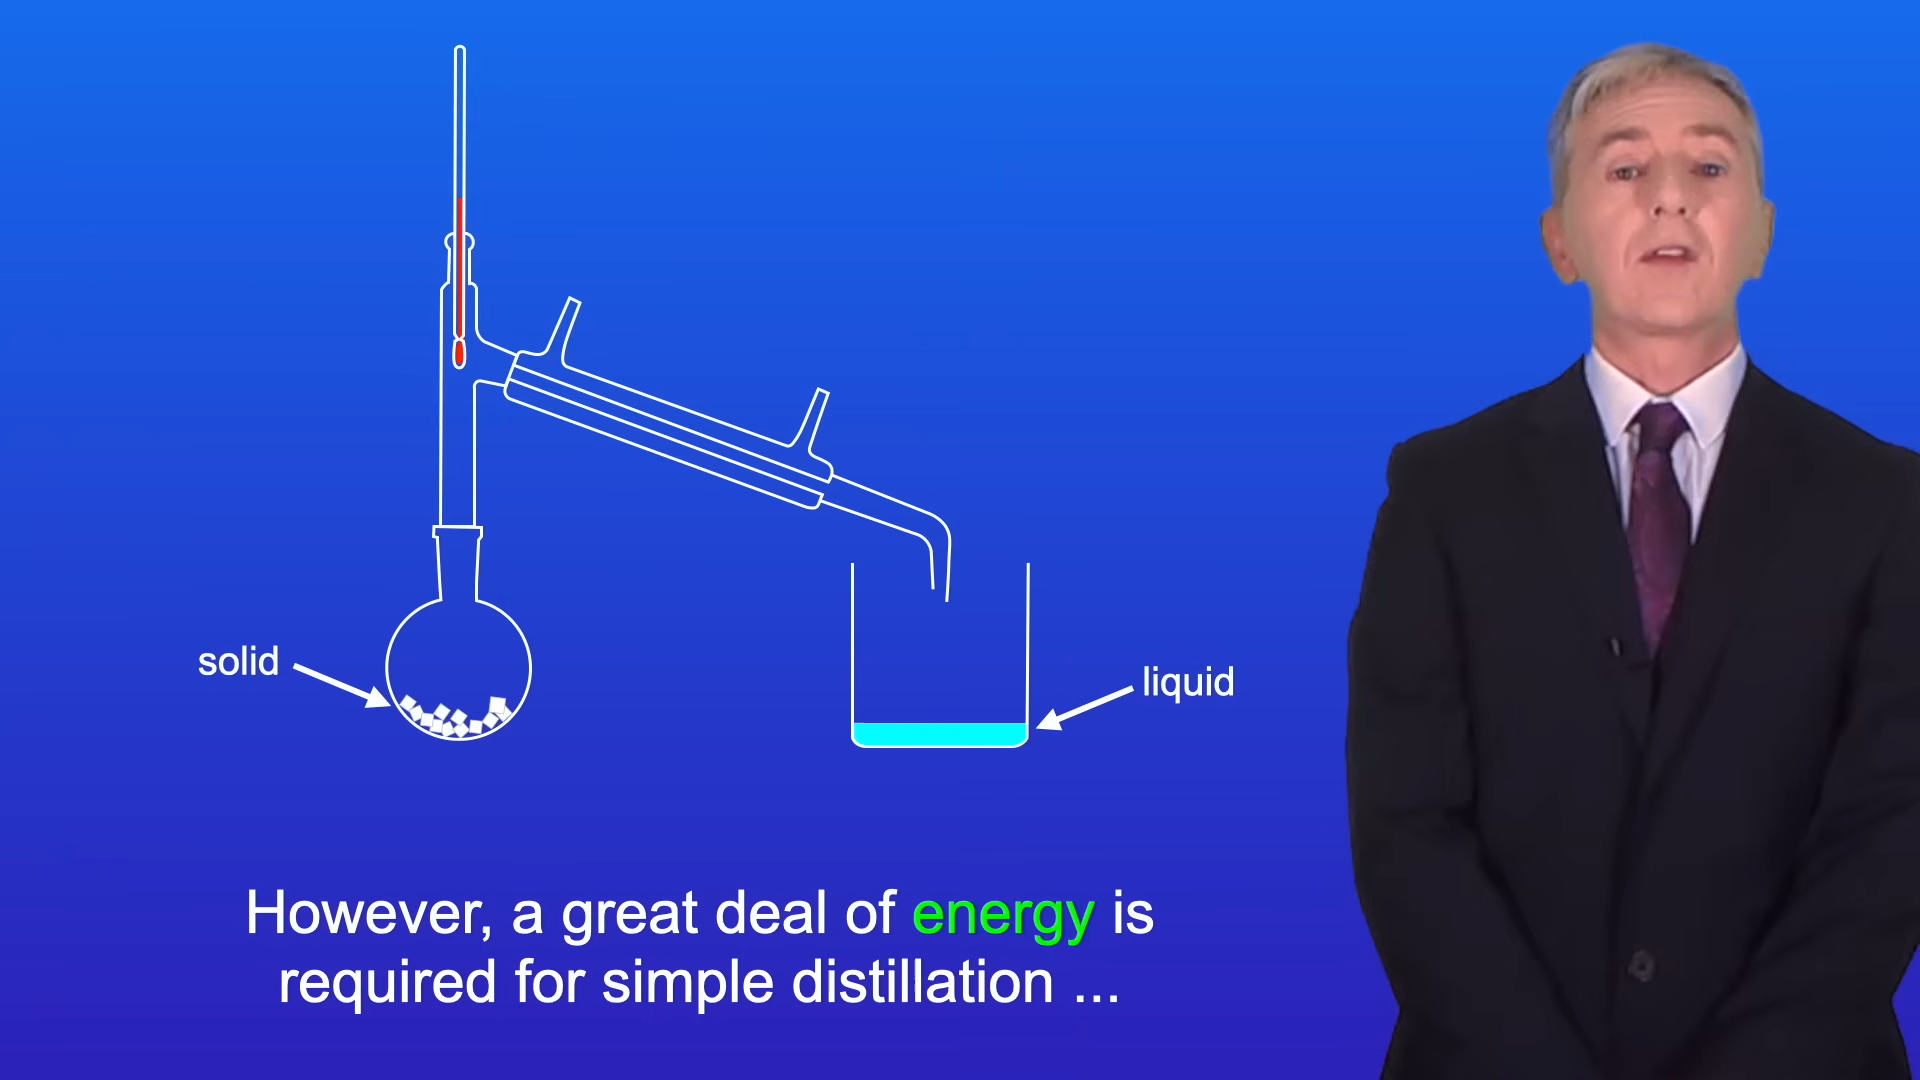 solid
liquid
However, a great deal of energy is
required for simple distillation ...